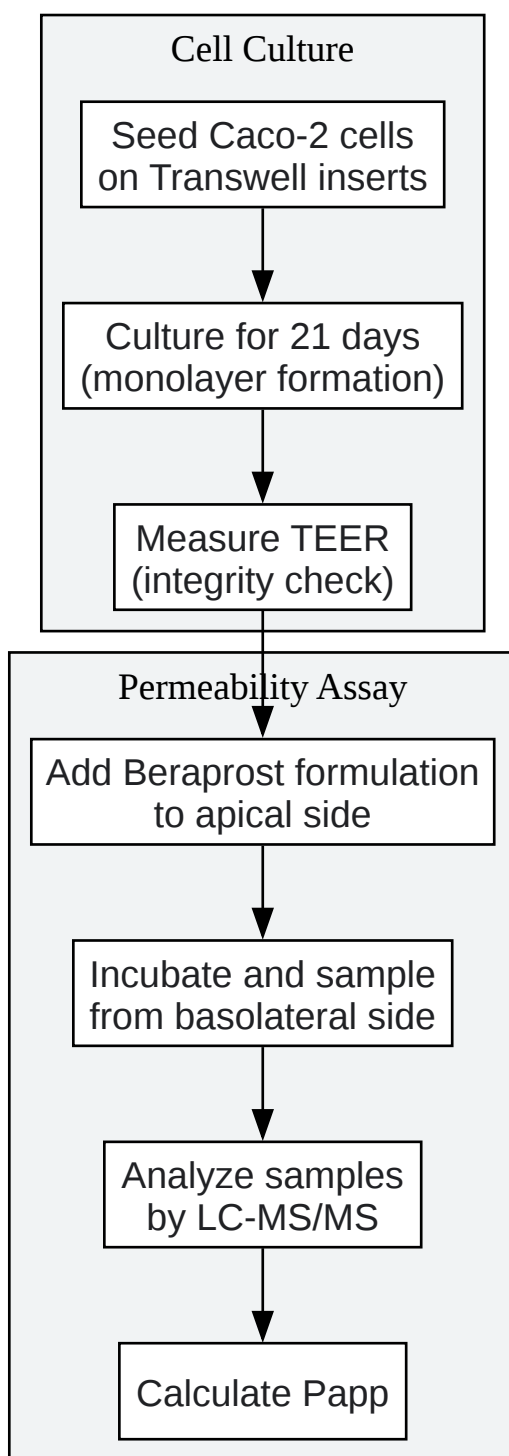 Cell Culture
Seed Caco-2 cells
on Transwell inserts
Culture for 21 days
(monolayer formation)
Measure TEER
(integrity check)
Permeability Assay
Add Beraprost formulation
to apical side
Incubate and sample
from basolateral side
Analyze samples
by LC-MS/MS
Calculate Papp